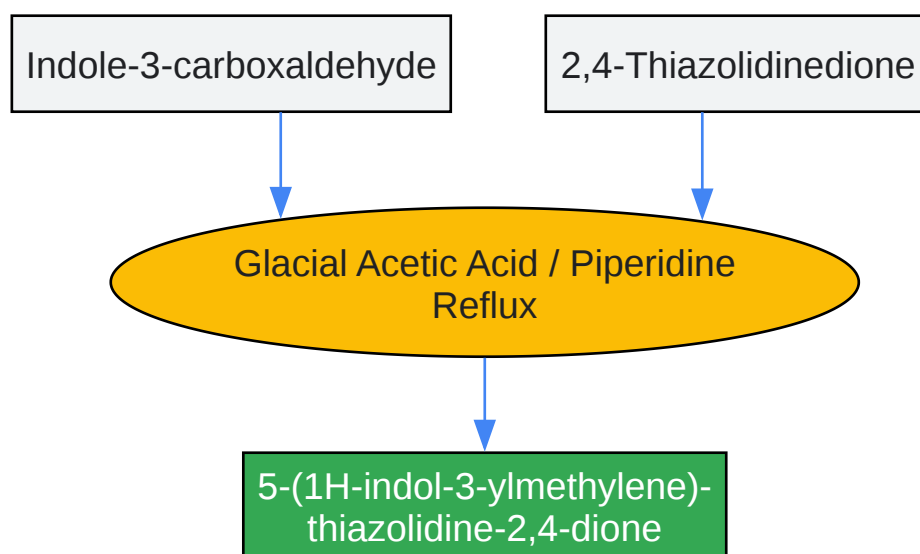 Indole-3-carboxaldehyde
2,4-Thiazolidinedione
Glacial Acetic Acid / Piperidine
Reflux
5-(1H-indol-3-ylmethylene)-
thiazolidine-2,4-dione